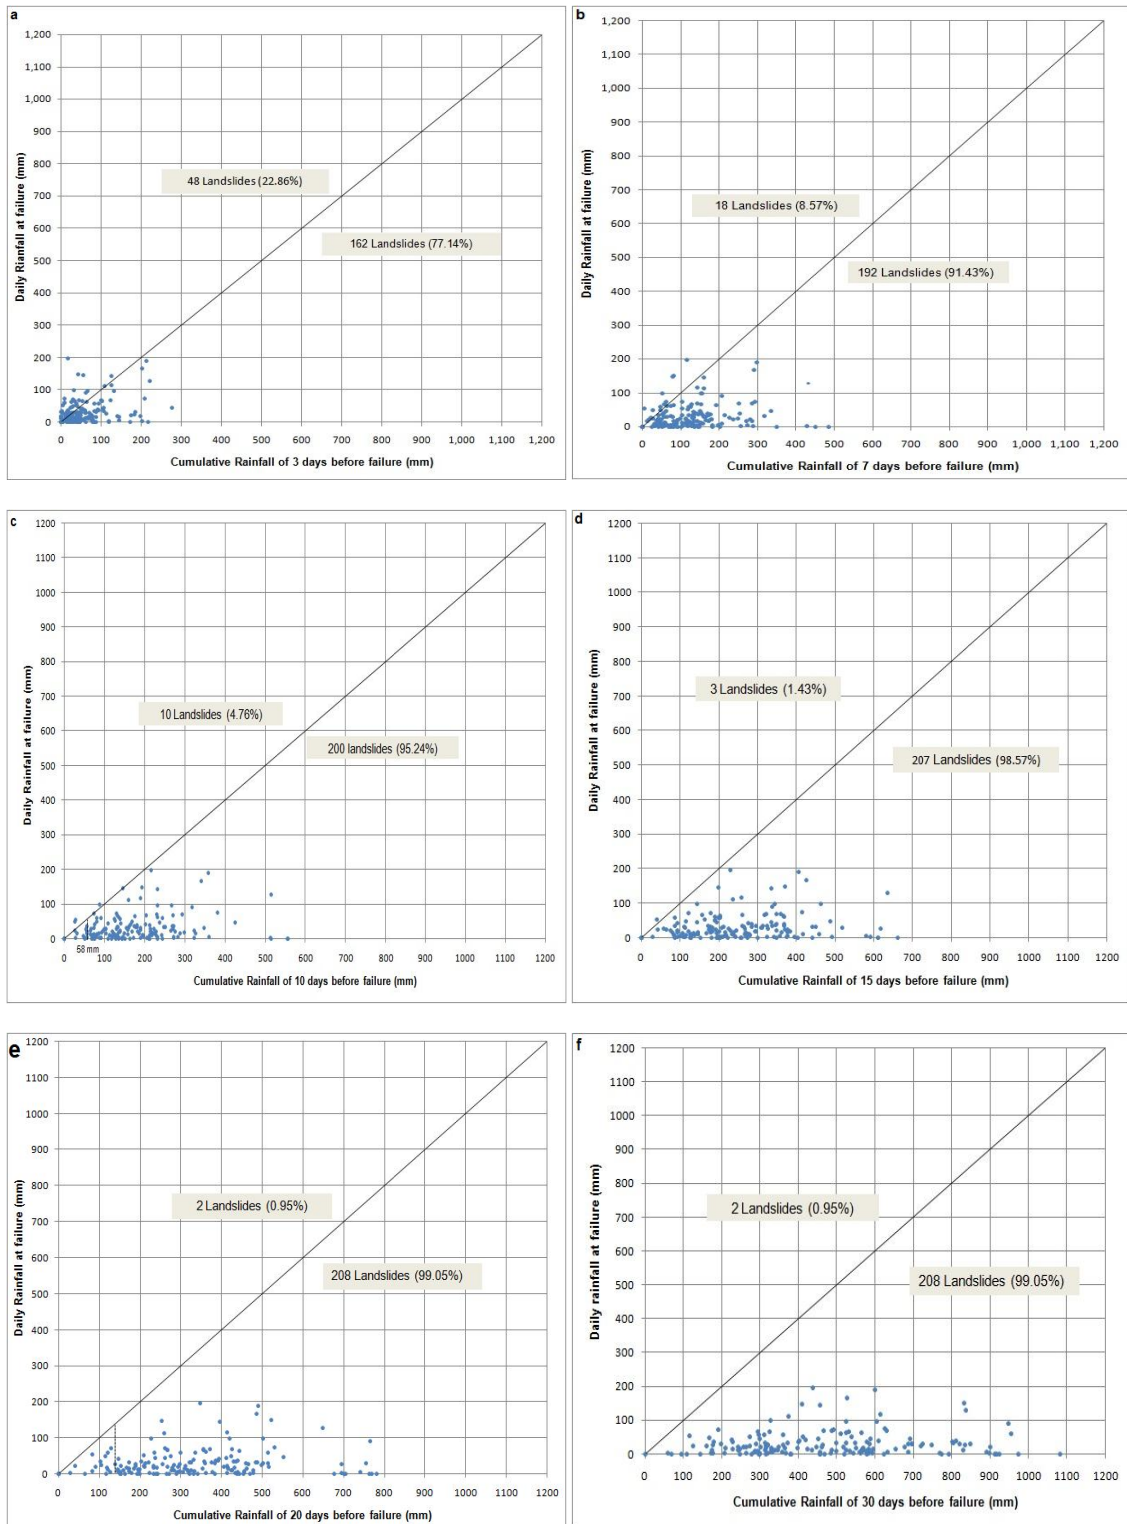 a
1,200
1,100
1,000
900
800
700
600
500
400
300
200
100
0
Daily Rianfall at failure (mm)
48 Landslides (22.86%)
162 Landslides (77.14%)
0 100 200 300 400 500 600 700 800 900 1,000 1,100 1,200
Cumulative Rainfall of 3 days before failure (mm)
b
1,200
1,100
1,000
900
800
700
600
500
400
300
200
100
0
Daily Rainfall at failure (mm)
18 Landslides (8.57%)
192 Landslides (91.43%)
0 100 200 300 400 500 600 700 800 900 1,000 1,100 1,200
Cumulative Rainfall of 7 days before failure (mm)
c
1200
1100
1000
900
800
700
600
500
400
300
200
100
0
Daily Rainfall at failure (mm)
10 Landslides (4.76%)
200 landslides (95.24%)
58 mm
0 100 200 300 400 500 600 700 800 900 1000 1100 1200
Cumulative Rainfall of 10 days before failure (mm)
d
1200
1100
1000
900
800
700
600
500
400
300
200
100
0
Daily Rainfall at failure (mm)
3 Landslides (1.43%)
207 Landslides (98.57%)
0 100 200 300 400 500 600 700 800 900 1000 1100 1200
Cumulative Rainfall of 15 days before failure (mm)
e
1200
1100
1000
900
800
700
600
500
400
300
200
100
0
Daily Rainfall at failure (mm)
2 Landslides (0.95%)
208 Landslides (99.05%)
0 100 200 300 400 500 600 700 800 900 1000 1100 1200
Cumulative Rainfall of 20 days before failure (mm)
f
1200
1100
1000
900
800
700
600
500
400
300
200
100
0
Daily rainfall at failure (mm)
2 Landslides (0.95%)
208 Landslides (99.05%)
0 100 200 300 400 500 600 700 800 900 1000 1100 1200
Cumulative Rainfall of 30 days before failure (mm)